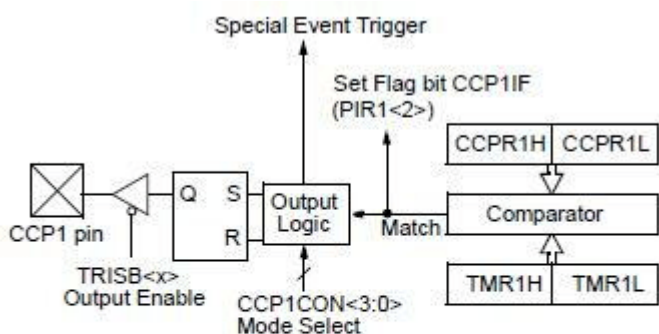 Special Event Trigger
Set Flag bit CCP1IF
(PIR1<2>)
CCPR1H CCPR1L
Q S Output
R Logic
Match
Comparator
CCP1 pin
TRISB<x>
Output Enable
CCP1CON<3:0>
Mode Select
TMR1H TMR1L